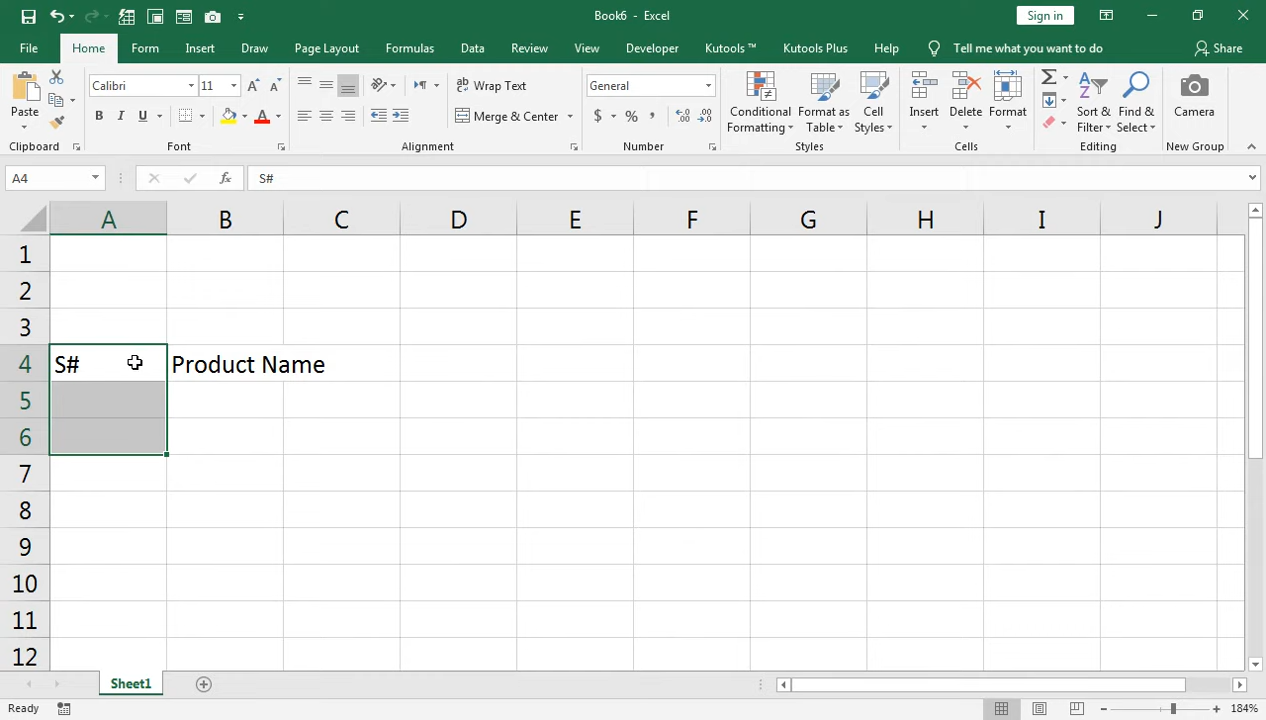 Book6 - Excel
Sign in
File Home Form Insert Draw Page Layout Formulas Data Review View Developer Kutools ™ Kutools Plus Help Tell me what you want to do Share
Calibri 11 Wrap Text General
Paste B I U A Merge & Center $ % , Conditional Formatting Format as Table Cell Styles Insert Delete Format Sort & Filter Find & Select Camera
Clipboard Font Alignment Number Styles Cells Editing New Group
A4 fx S#
A B C D E F G H I J
1
2
3
4 S# Product Name
5
6
7
8
9
10
11
12
Sheet1
Ready 184%